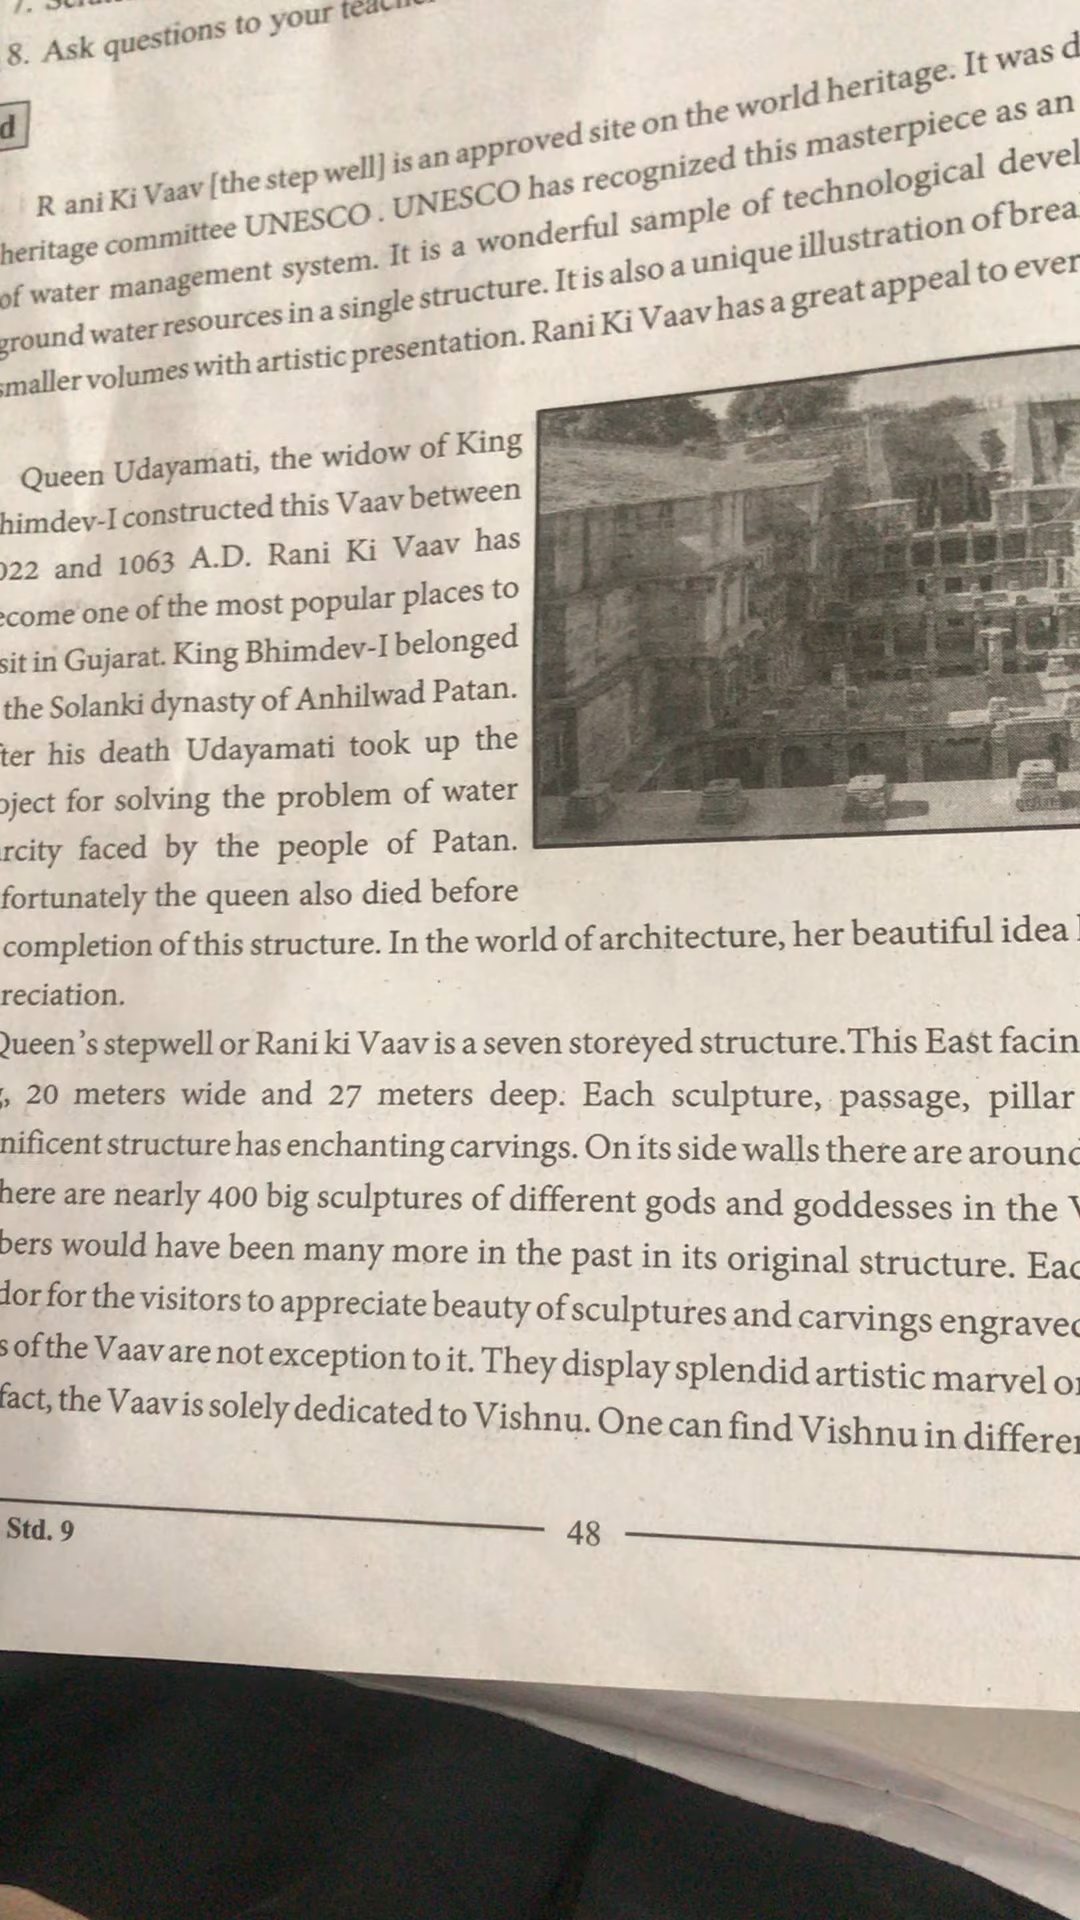 8. Ask questions to your
d
R ani Ki Vaav [the step well] is an approved site on the world heritage. It was
heritage committee UNESCO . UNESCO has recognized this masterpiece as an
of water management system. It is a wonderful sample of technological
ground water resources in a single structure. It is also a unique illustration of
smaller volumes with artistic presentation. Rani Ki Vaav has a great appeal to
Queen Udayamati, the widow of King
himdev-I constructed this Vaav between
022 and 1063 A.D. Rani Ki Vaav has
ecome one of the most popular places to
sit in Gujarat. King Bhimdev-I belonged
the Solanki dynasty of Anhilwad Patan.
ter his death Udayamati took up the
oject for solving the problem of water
rcity faced by the people of Patan.
fortunately the queen also died before
completion of this structure. In the world of architecture, her beautiful idea
reciation.
Queen's stepwell or Rani ki Vaav is a seven storeyed structure.This East facin
, 20 meters wide and 27 meters deep. Each sculpture, passage, pillar
nificent structure has enchanting carvings. On its side walls there are around
here are nearly 400 big sculptures of different gods and goddesses in the
bers would have been many more in the past in its original structure. Eac
dor for the visitors to appreciate beauty of sculptures and carvings engraved
s of the Vaav are not exception to it. They display splendid artistic marvel
fact, the Vaav is solely dedicated to Vishnu. One can find Vishnu in differen
Std. 9
48